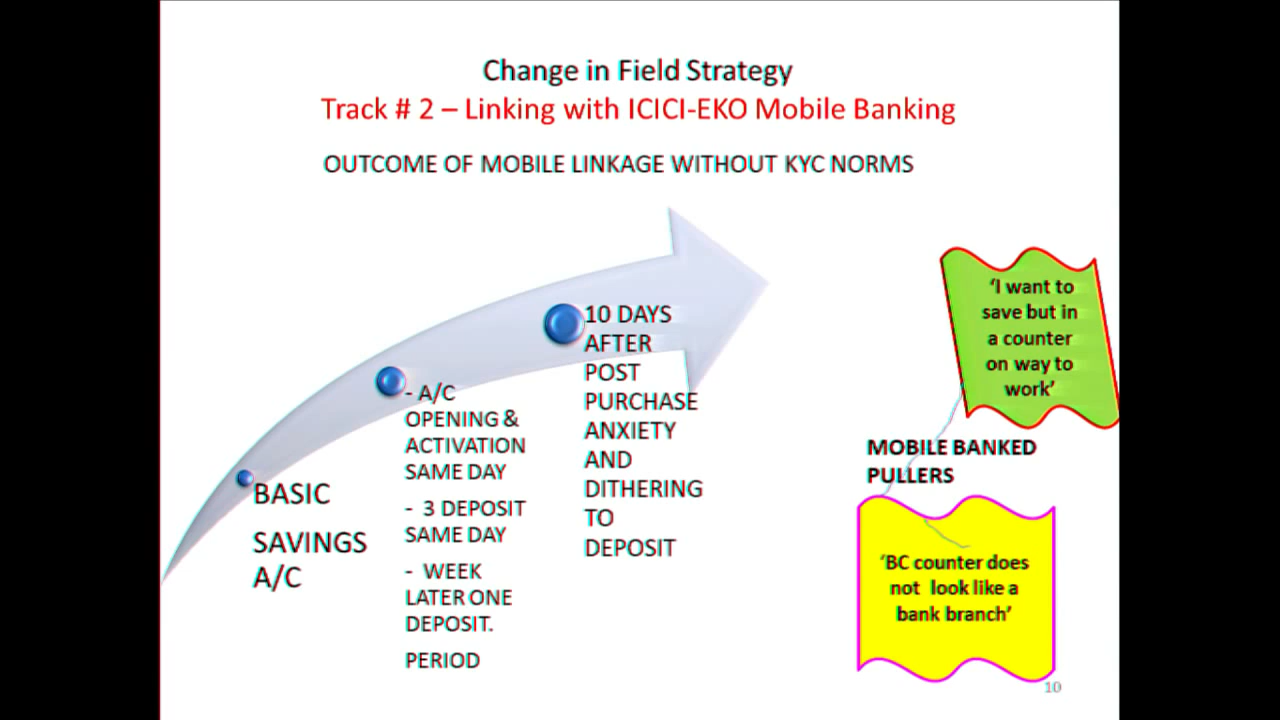 Change in Field Strategy
Track # 2 – Linking with ICICI-EKO Mobile Banking
OUTCOME OF MOBILE LINKAGE WITHOUT KYC NORMS
BASIC
SAVINGS
A/C
- A/C
OPENING &
ACTIVATION
SAME DAY
- 3 DEPOSIT
SAME DAY
- WEEK
LATER ONE
DEPOSIT.
PERIOD
10 DAYS
AFTER
POST
PURCHASE
ANXIETY
AND
DITHERING
TO
DEPOSIT
‘I want to
save but in
a counter
on way to
work’
MOBILE BANKED
PULLERS
‘BC counter does
not look like a
bank branch’
10